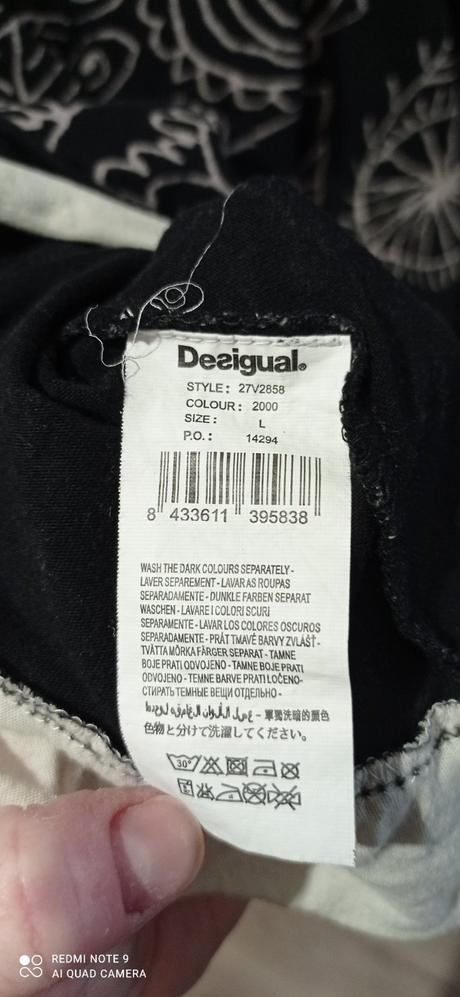 Desigual.
STYLE: 27V2858
COLOUR: 2000
SIZE: L
P.O.: 14294
8 433611 395838
WASH THE DARK COLOURS SEPARATELY -
LAVER SEPAREMENT - LAVAR AS ROUPAS
SEPARADAMENTE - DUNKLE FARBEN SEPARAT
WASCHEN - LAVARE I COLORI SCURI
SEPARAMENTE - LAVAR LOS COLORES OSCUROS
SEPARADAMENTE - PRÁT TMAVÉ BARVY ZVLÁŠT-
TVÄTTA MÖRKA FÄRGER SEPARAT - TAMNE
BOJE PRATI ODVOJENO - TAMNE BOJE PRATI
ODVOJENO - TEMNE BARVE PRATI LOČENO-
СТИРАТЬ ТЕМНЫЕ ВЕЩИ ОТДЕЛЬНО -
單獨洗暗的顏色
色物と分けて洗濯してください。
30°
REDMI NOTE 9
AI QUAD CAMERA